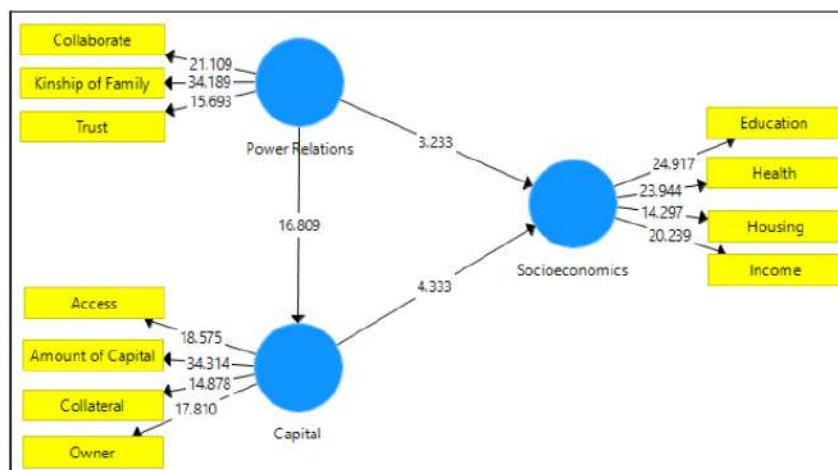 Collaborate
21.109
Kinship of Family
34.189
Trust
15.693
Power Relations
3.233
Education
24.917
Health
23.944
Housing
14.297
Income
20.239
Socioeconomics
16.809
4.333
Access
18.575
Amount of Capital
34.314
Collateral
14.878
Owner
17.810
Capital